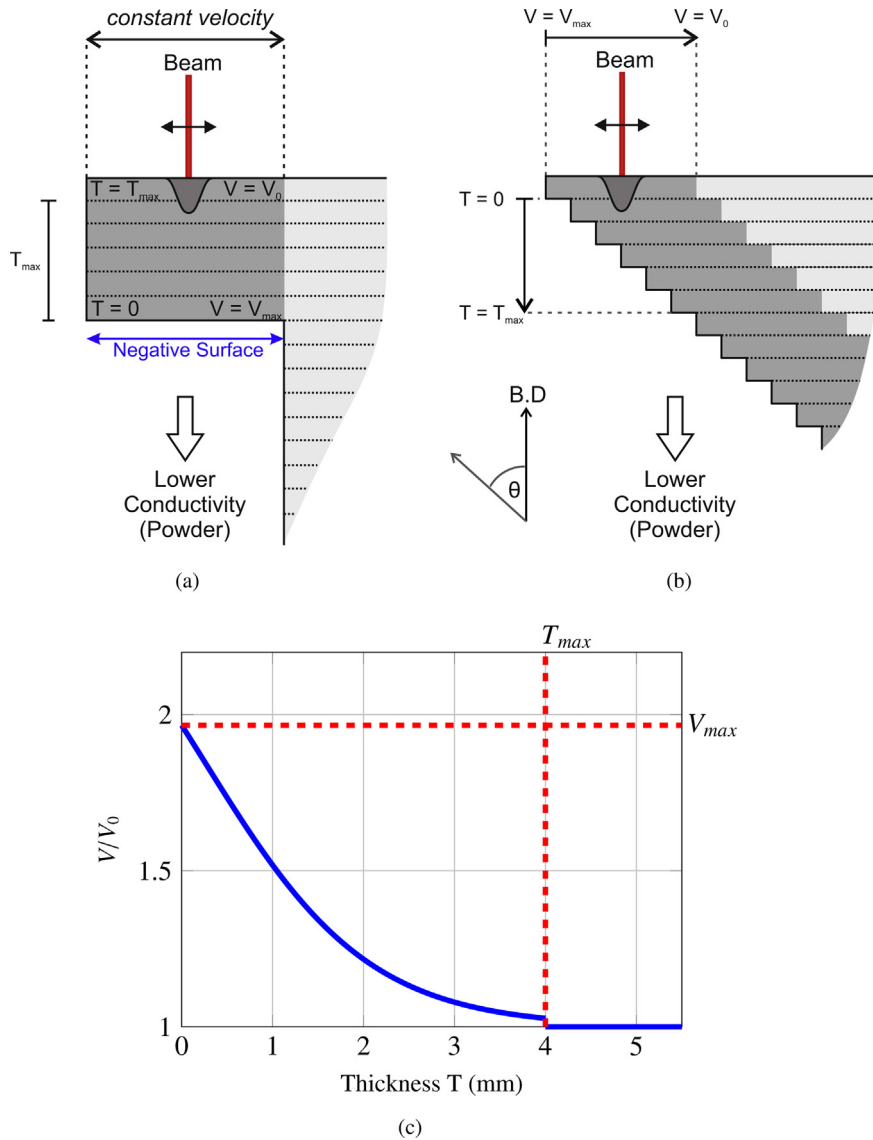 constant velocity
Beam
T = Tmax
V = V0
Tmax
T = 0
V = Vmax
Negative Surface
Lower
Conductivity
(Powder)
(a)
V = Vmax
V = V0
Beam
T = 0
T = Tmax
B.D
θ
Lower
Conductivity
(Powder)
(b)
Tmax
Vmax
2
1.5
1
V/V0
0 1 2 3 4 5
Thickness T (mm)
(c)